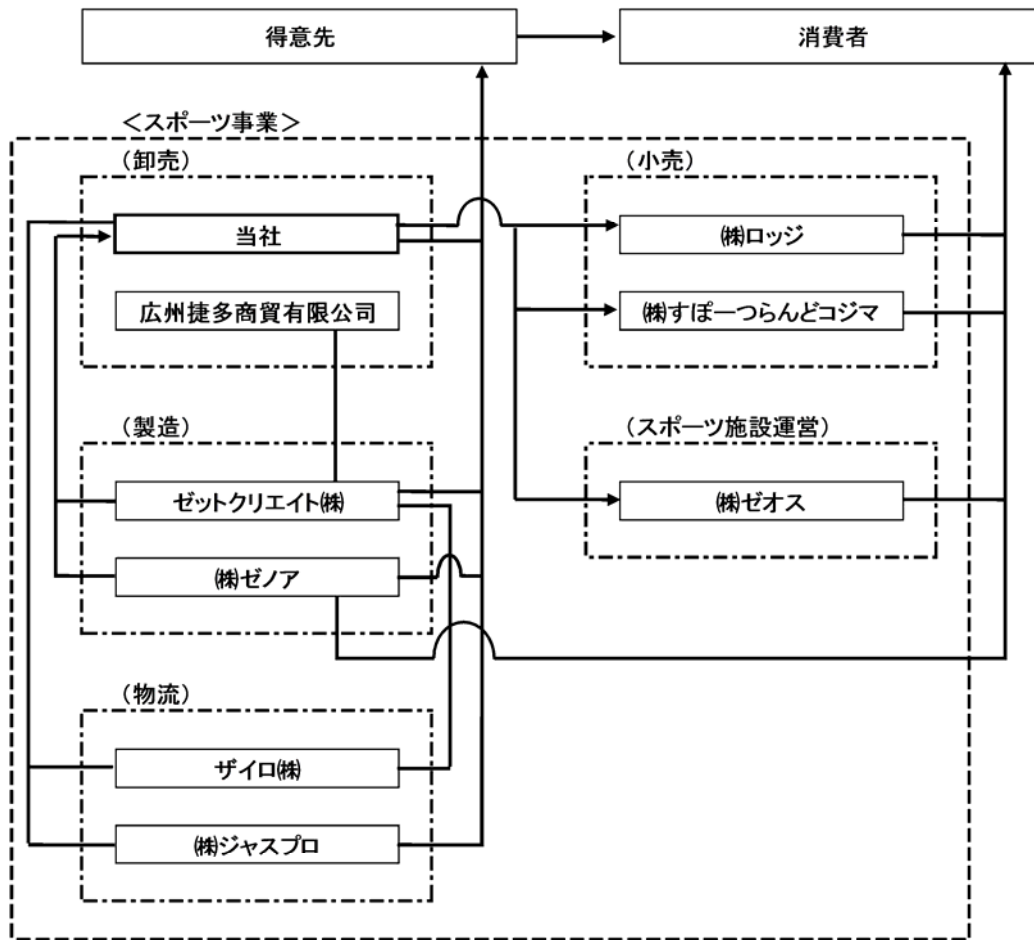 得意先
消費者
＜スポーツ事業＞
（卸売）
（小売）
当社
㈱ロッジ
広州捷多商貿有限公司
㈱すぽーつらんどコジマ
（製造）
（スポーツ施設運営）
ゼットクリエイト㈱
㈱ゼオス
㈱ゼノア
（物流）
ザイロ㈱
㈱ジャスプロ